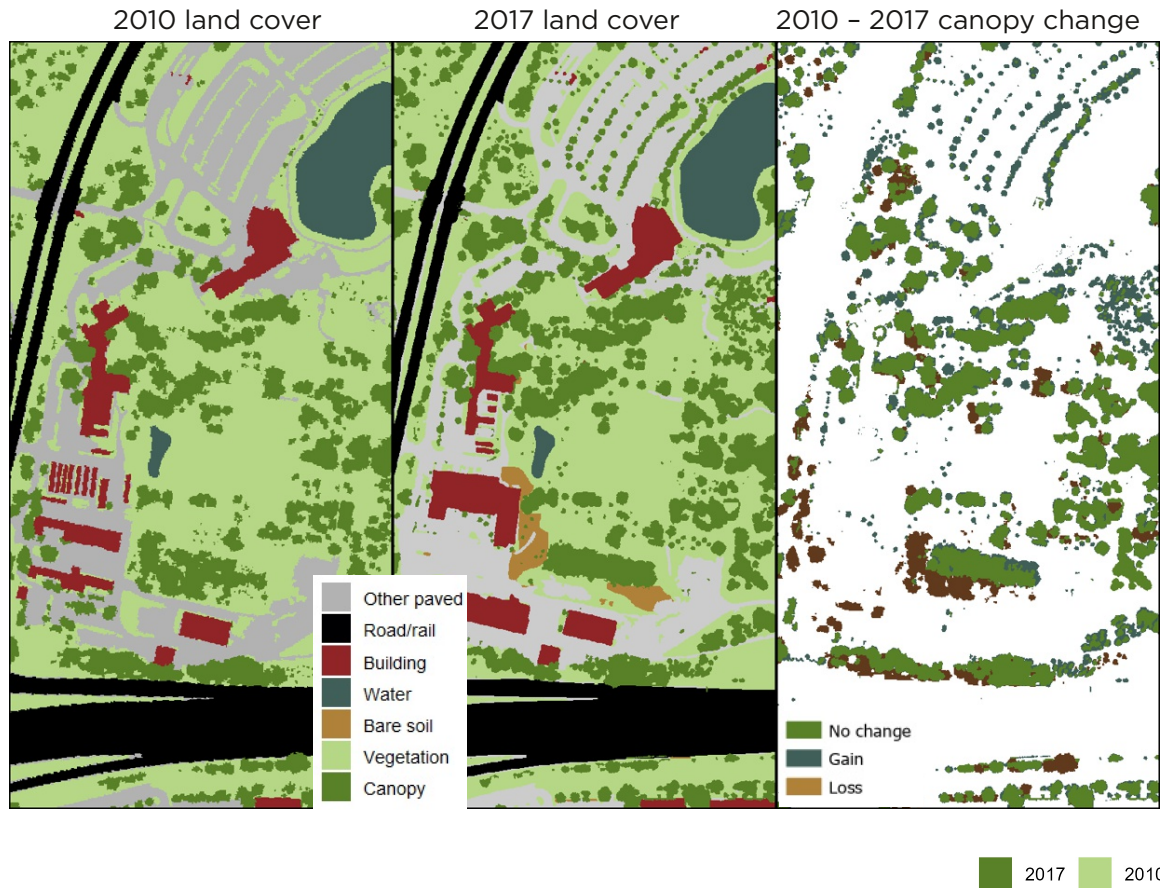 2010 land cover
2017 land cover
2010 – 2017 canopy change
Other paved
Road/rail
Building
Water
Bare soil
Vegetation
Canopy
No change
Gain
Loss
2017
2010